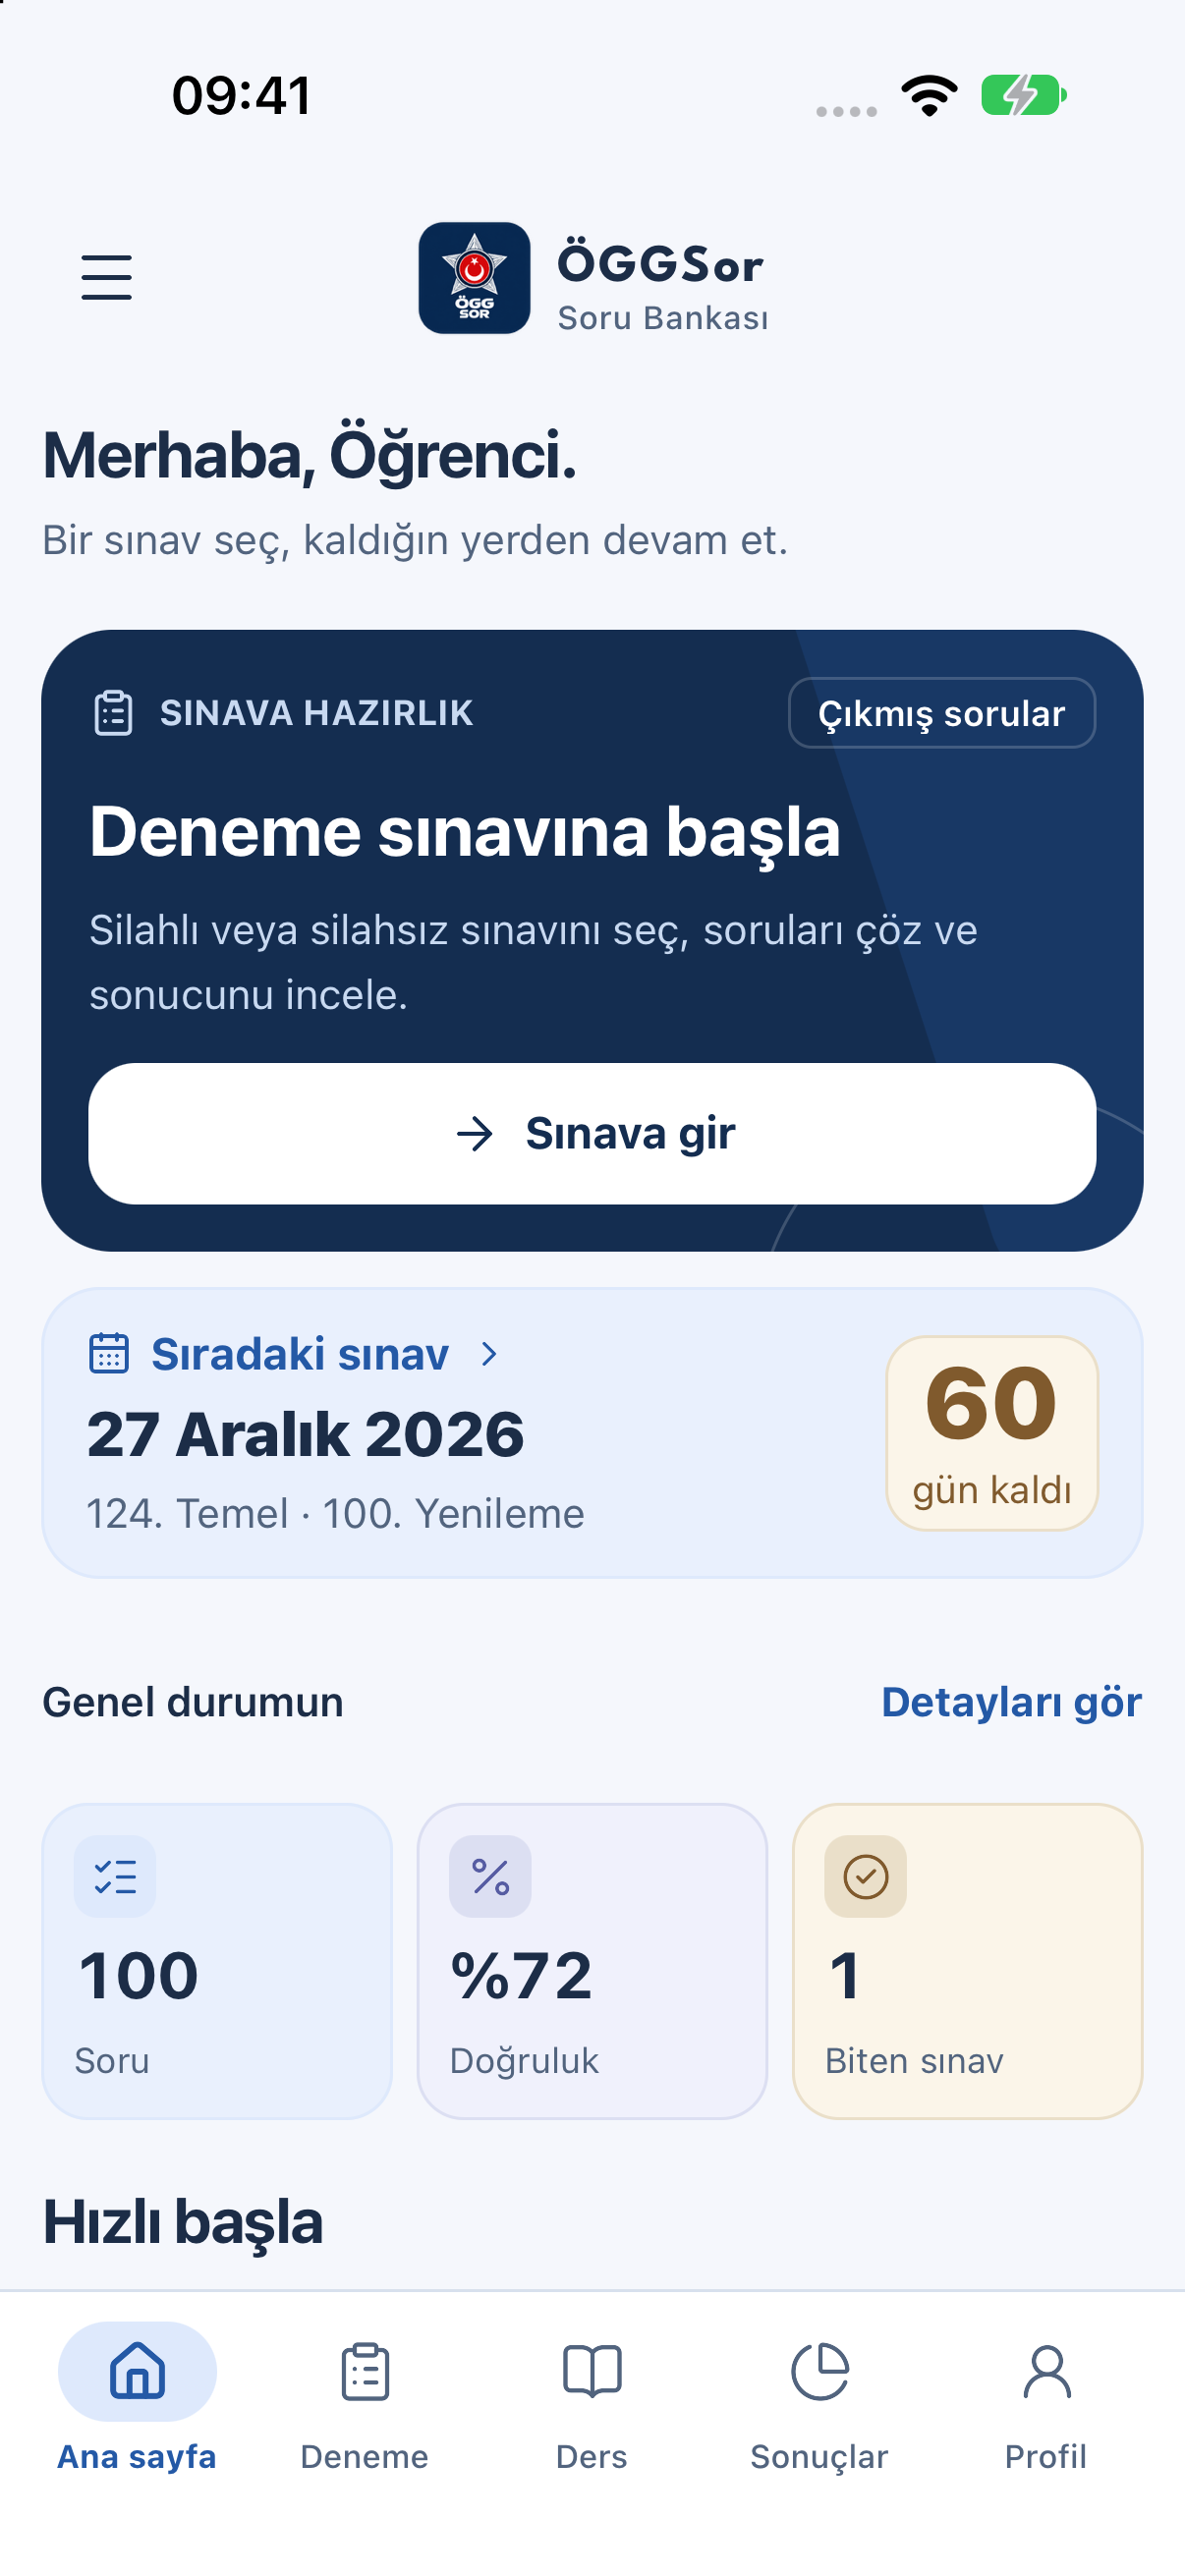 09:41
ÖGG
SOR
ÖGGSor
Soru Bankası
Merhaba, Öğrenci.
Bir sınav seç, kaldığın yerden devam et.
SINAVA HAZIRLIK
Çıkmış sorular
Deneme sınavına başla
Silahlı veya silahsız sınavını seç, soruları çöz ve
sonucunu incele.
Sınava gir
Sıradaki sınav
27 Aralık 2026
124. Temel · 100. Yenileme
60
gün kaldı
Genel durumun
Detayları gör
100
Soru
%72
Doğruluk
1
Biten sınav
Hızlı başla
Ana sayfa
Deneme
Ders
Sonuçlar
Profil